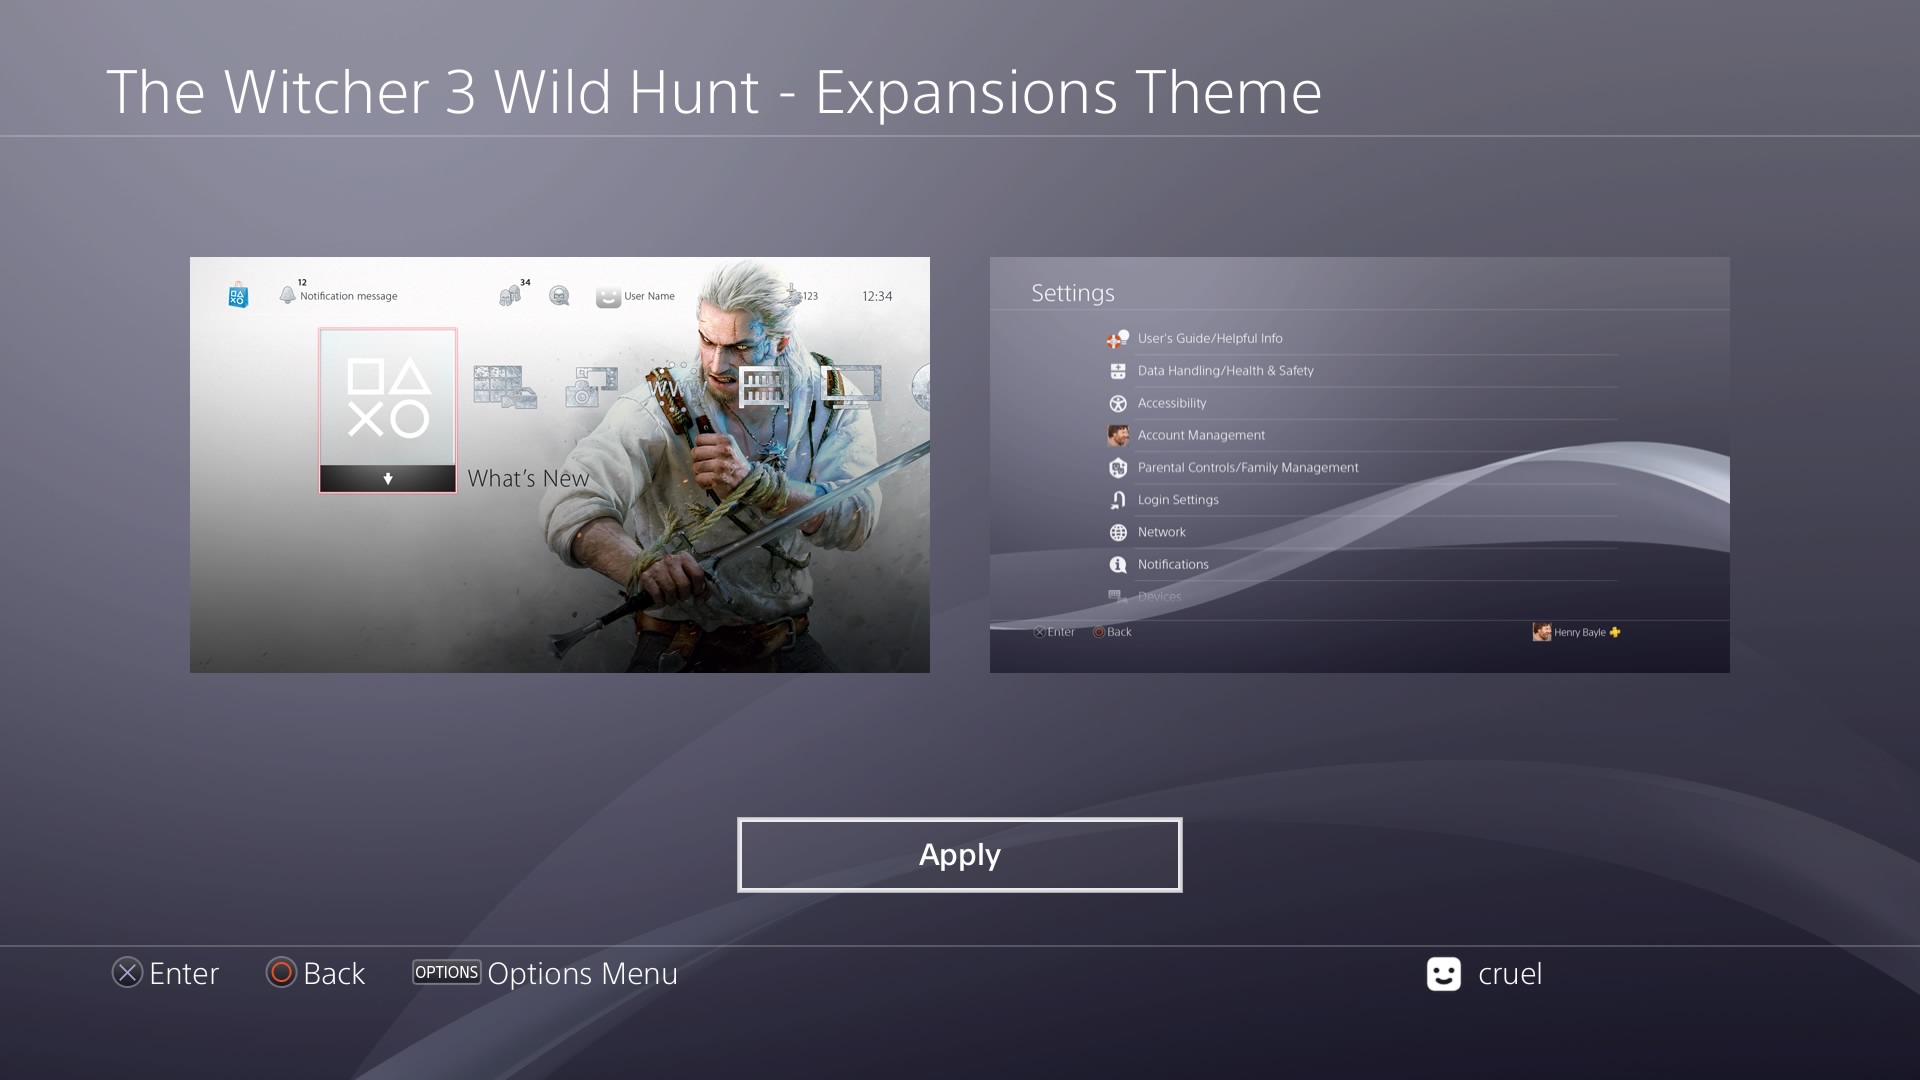 The Witcher 3 Wild Hunt - Expansions Theme
12
Notification message
34
User Name
123
12:34
What's New
www
Settings
User's Guide/Helpful Info
Data Handling/Health & Safety
Accessibility
Account Management
Parental Controls/Family Management
Login Settings
Network
Notifications
Devices
Enter
Back
Henry Bayle
Apply
Enter
Back
OPTIONS Options Menu
cruel